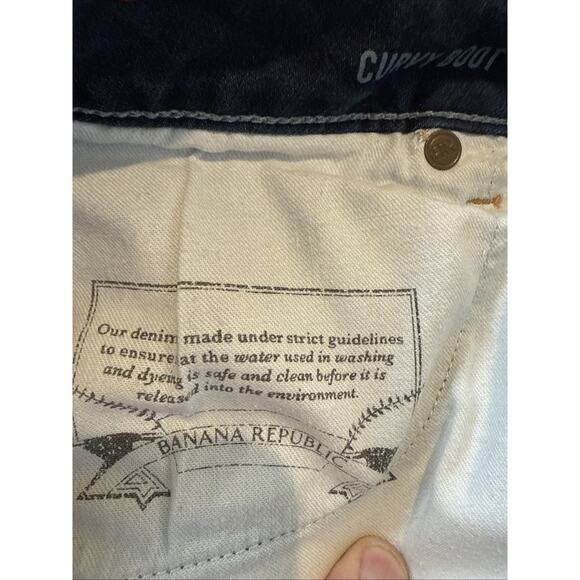 CURVY BOOT
Our denim made under strict guidelines
to ensure at the water used in washing
and dyeing is safe and clean before it is
released into the environment.
BANANA REPUBLIC